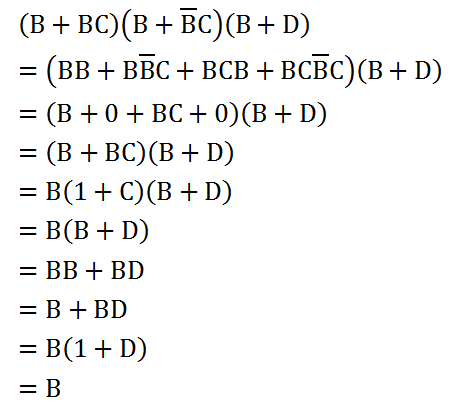 (B + BC)(B + B̅C)(B + D)
= (BB + BB̅C + BCB + BCB̅C)(B + D)
= (B + 0 + BC + 0)(B + D)
= (B + BC)(B + D)
= B(1 + C)(B + D)
= B(B + D)
= BB + BD
= B + BD
= B(1 + D)
= B